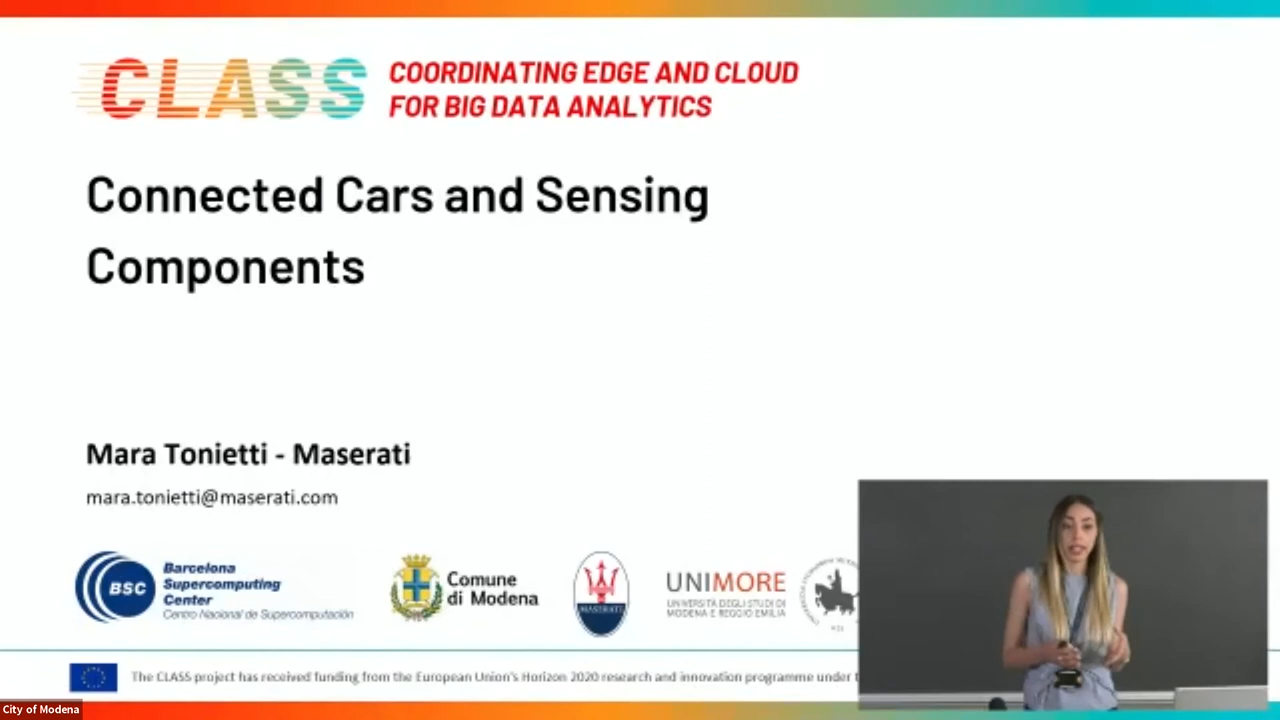 CLASS
COORDINATING EDGE AND CLOUD
FOR BIG DATA ANALYTICS
Connected Cars and Sensing
Components
Mara Tonietti - Maserati
mara.tonietti@maserati.com
BSC
Barcelona
Supercomputing
Center
Centro Nacional de Supercomputación
Comune
di Modena
MASERATI
UNIMORE
UNIVERSITÀ DEGLI STUDI DI
MODENA E REGGIO EMILIA
The CLASS project has received funding from the European Union's Horizon 2020 research and innovation programme under
City of Modena